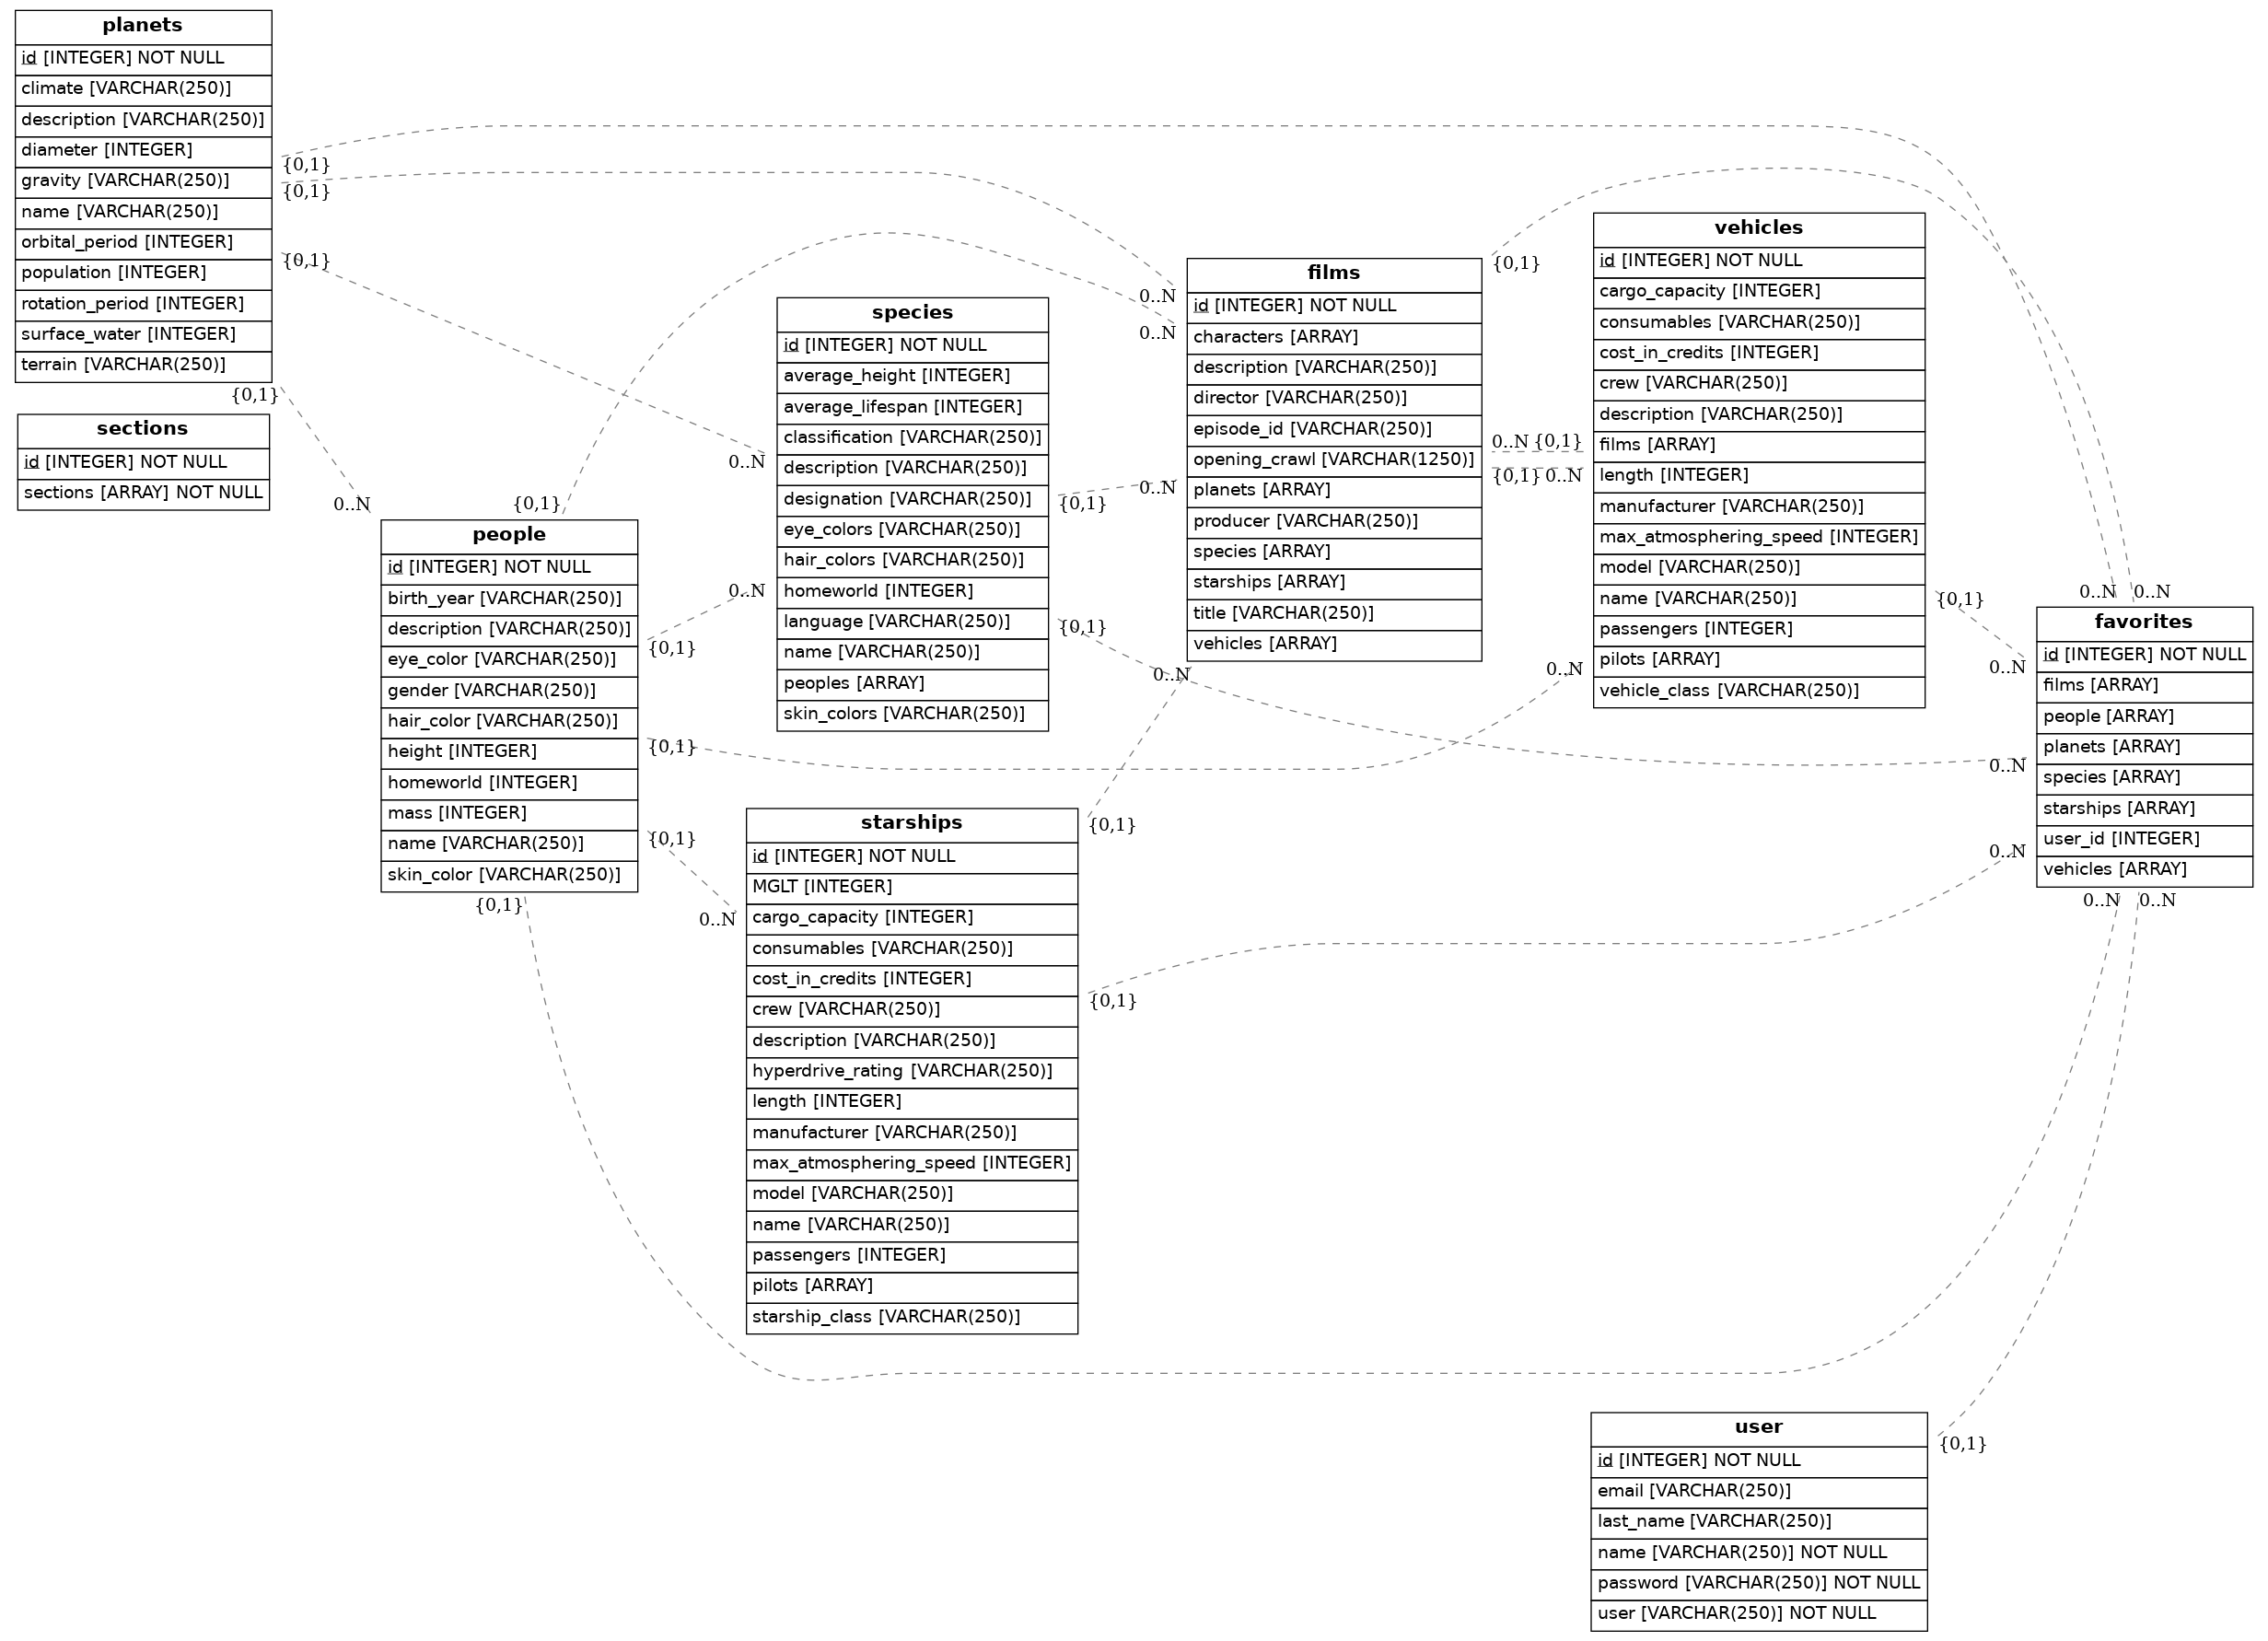 planets
id [INTEGER] NOT NULL
climate [VARCHAR(250)]
description [VARCHAR(250)]
diameter [INTEGER]
gravity [VARCHAR(250)]
name [VARCHAR(250)]
orbital_period [INTEGER]
population [INTEGER]
rotation_period [INTEGER]
surface_water [INTEGER]
terrain [VARCHAR(250)]
{0,1}
{0,1}
{0,1}
{0,1}
sections
id [INTEGER] NOT NULL
sections [ARRAY] NOT NULL
0..N
{0,1}
people
id [INTEGER] NOT NULL
birth_year [VARCHAR(250)]
description [VARCHAR(250)]
eye_color [VARCHAR(250)]
gender [VARCHAR(250)]
hair_color [VARCHAR(250)]
height [INTEGER]
homeworld [INTEGER]
mass [INTEGER]
name [VARCHAR(250)]
skin_color [VARCHAR(250)]
{0,1}
{0,1}
{0,1}
{0,1}
species
id [INTEGER] NOT NULL
average_height [INTEGER]
average_lifespan [INTEGER]
classification [VARCHAR(250)]
description [VARCHAR(250)]
designation [VARCHAR(250)]
eye_colors [VARCHAR(250)]
hair_colors [VARCHAR(250)]
homeworld [INTEGER]
language [VARCHAR(250)]
name [VARCHAR(250)]
peoples [ARRAY]
skin_colors [VARCHAR(250)]
0..N
0..N
{0,1}
{0,1}
starships
id [INTEGER] NOT NULL
MGLT [INTEGER]
cargo_capacity [INTEGER]
consumables [VARCHAR(250)]
cost_in_credits [INTEGER]
crew [VARCHAR(250)]
description [VARCHAR(250)]
hyperdrive_rating [VARCHAR(250)]
length [INTEGER]
manufacturer [VARCHAR(250)]
max_atmosphering_speed [INTEGER]
model [VARCHAR(250)]
name [VARCHAR(250)]
passengers [INTEGER]
pilots [ARRAY]
starship_class [VARCHAR(250)]
0..N
{0,1}
{0,1}
films
id [INTEGER] NOT NULL
characters [ARRAY]
description [VARCHAR(250)]
director [VARCHAR(250)]
episode_id [VARCHAR(250)]
opening_crawl [VARCHAR(1250)]
planets [ARRAY]
producer [VARCHAR(250)]
species [ARRAY]
starships [ARRAY]
title [VARCHAR(250)]
vehicles [ARRAY]
0..N
0..N
0..N
0..N
{0,1}
0..N {0,1}
{0,1} 0..N
vehicles
id [INTEGER] NOT NULL
cargo_capacity [INTEGER]
consumables [VARCHAR(250)]
cost_in_credits [INTEGER]
crew [VARCHAR(250)]
description [VARCHAR(250)]
films [ARRAY]
length [INTEGER]
manufacturer [VARCHAR(250)]
max_atmosphering_speed [INTEGER]
model [VARCHAR(250)]
name [VARCHAR(250)]
passengers [INTEGER]
pilots [ARRAY]
vehicle_class [VARCHAR(250)]
0..N
{0,1}
0..N 0..N
favorites
id [INTEGER] NOT NULL
films [ARRAY]
people [ARRAY]
planets [ARRAY]
species [ARRAY]
starships [ARRAY]
user_id [INTEGER]
vehicles [ARRAY]
0..N
0..N
0..N
0..N 0..N
user
id [INTEGER] NOT NULL
email [VARCHAR(250)]
last_name [VARCHAR(250)]
name [VARCHAR(250)] NOT NULL
password [VARCHAR(250)] NOT NULL
user [VARCHAR(250)] NOT NULL
{0,1}